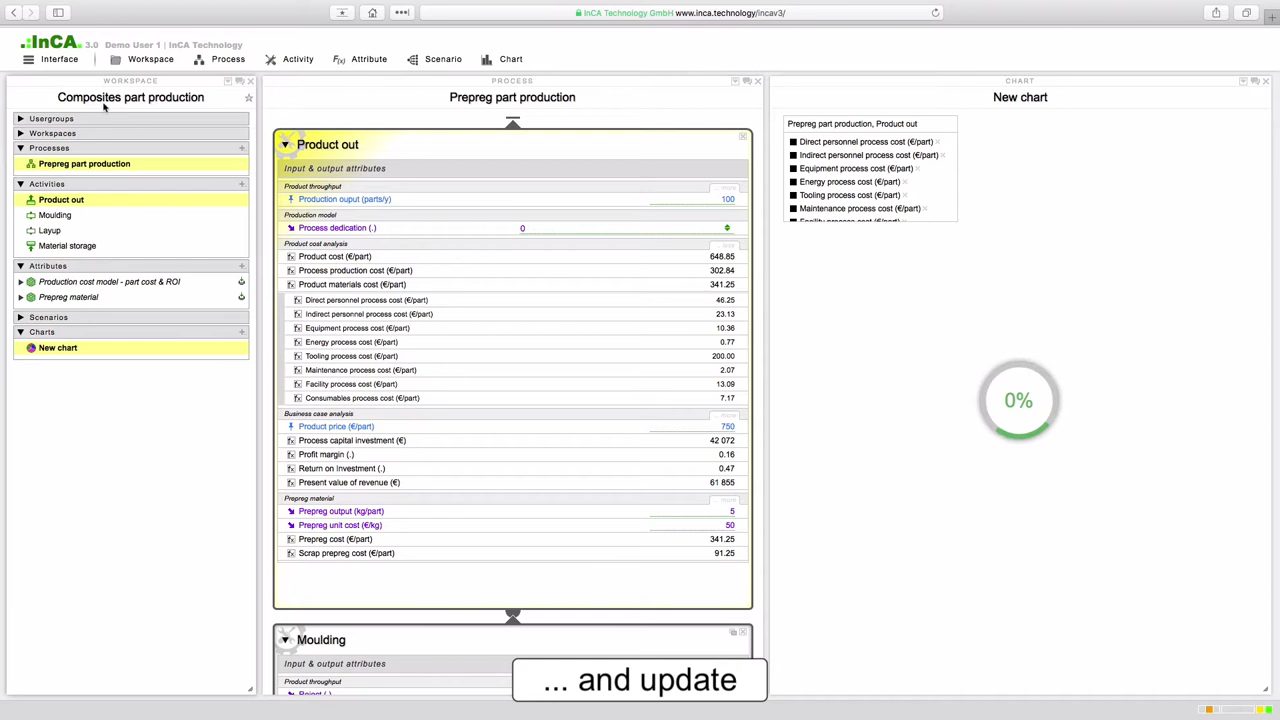 InCA Technology GmbH www.inca.technology/incav3/
.:InCA. 3.0 Demo User 1 | InCA Technology
Interface Workspace Process Activity f(x) Attribute Scenario Chart
WORKSPACE
Composites part production
Usergroups
Workspaces
Processes
Prepreg part production
Activities
Product out
Moulding
Layup
Material storage
Attributes
Production cost model - part cost & ROI
Prepreg material
Scenarios
Charts
New chart
PROCESS
Prepreg part production
Product out
Input & output attributes
Product throughput ... more
Production ouput (parts/y) 100
Production model
Process dedication (.) 0
Product cost analysis ... less
Product cost (€/part) 648.85
Process production cost (€/part) 302.84
Product materials cost (€/part) 341.25
Direct personnel process cost (€/part) 46.25
Indirect personnel process cost (€/part) 23.13
Equipment process cost (€/part) 10.36
Energy process cost (€/part) 0.77
Tooling process cost (€/part) 200.00
Maintenance process cost (€/part) 2.07
Facility process cost (€/part) 13.09
Consumables process cost (€/part) 7.17
Business case analysis ... more
Product price (€/part) 750
Process capital investment (€) 42 072
Profit margin (.) 0.16
Return on Investment (.) 0.47
Present value of revenue (€) 61 855
Prepreg material ... more
Prepreg output (kg/part) 5
Prepreg unit cost (€/kg) 50
Prepreg cost (€/part) 341.25
Scrap prepreg cost (€/part) 91.25
Moulding
Input & output attributes
Product throughput
Reject (.)
CHART
New chart
Prepreg part production, Product out
Direct personnel process cost (€/part)
Indirect personnel process cost (€/part)
Equipment process cost (€/part)
Energy process cost (€/part)
Tooling process cost (€/part)
Maintenance process cost (€/part)
Facility process cost (€/part)
0%
... and update